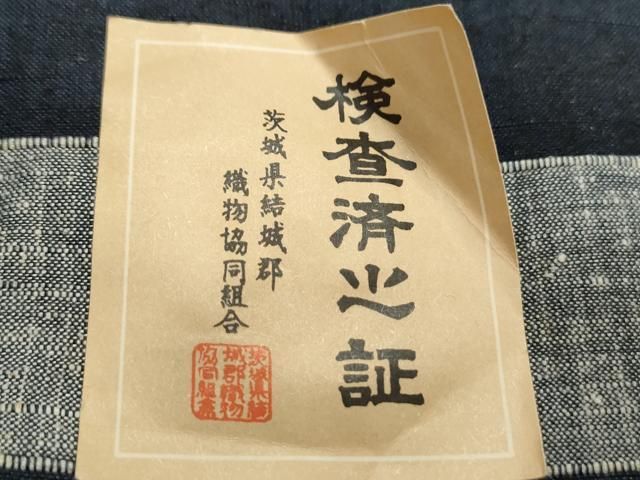 検査済之証
茨城県結城郡
織物協同組合